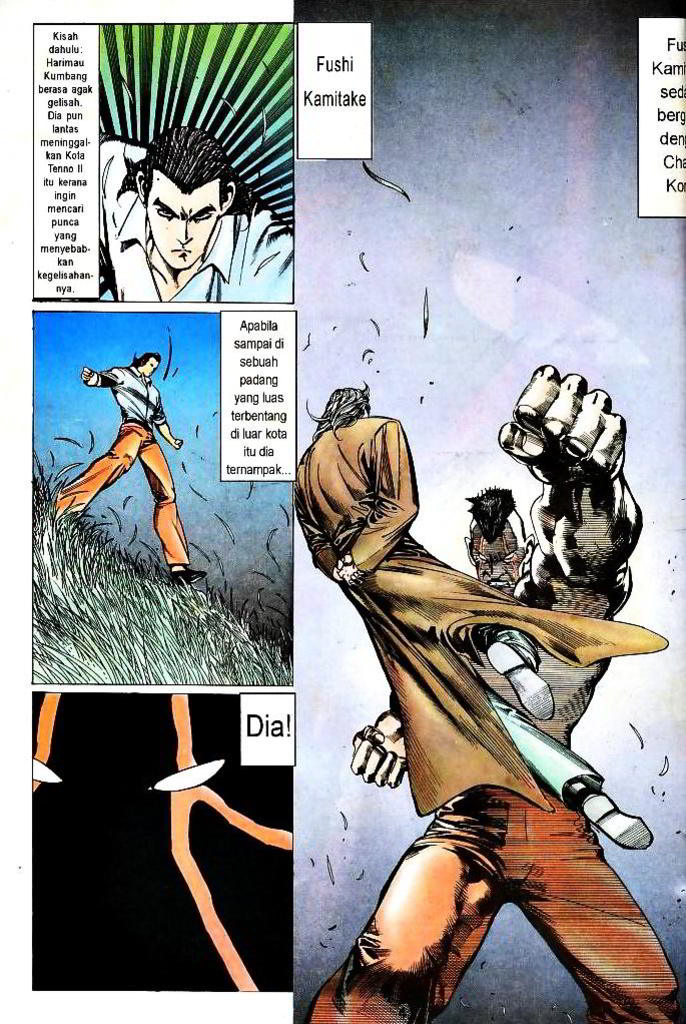 Kisah
dahulu:
Harimau
Kumbang
berasa agak
gelisah.
Dia pun
lantas
meninggal-
kan Kota
Tenno II
itu kerana
ingin
mencari
punca
yang
menyebab-
kan
kegelisahan-
nya.
Apabila
sampai di
sebuah
padang
yang luas
terbentang
di luar kota
itu dia
ternampak...
Dia!
Fushi
Kamitake